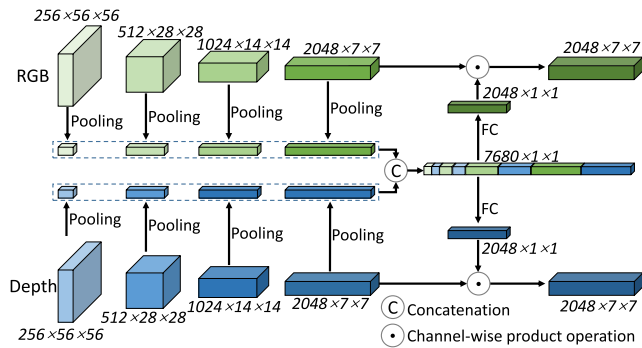 256×56×56
512×28×28
1024×14×14
2048×7×7
2048×7×7
RGB
Pooling
Pooling
Pooling
Pooling
2048×1×1
FC
7680×1×1
C
Pooling
Pooling
Pooling
Pooling
FC
2048×1×1
Depth
256×56×56
512×28×28
1024×14×14
2048×7×7
2048×7×7
C Concatenation
Channel-wise product operation